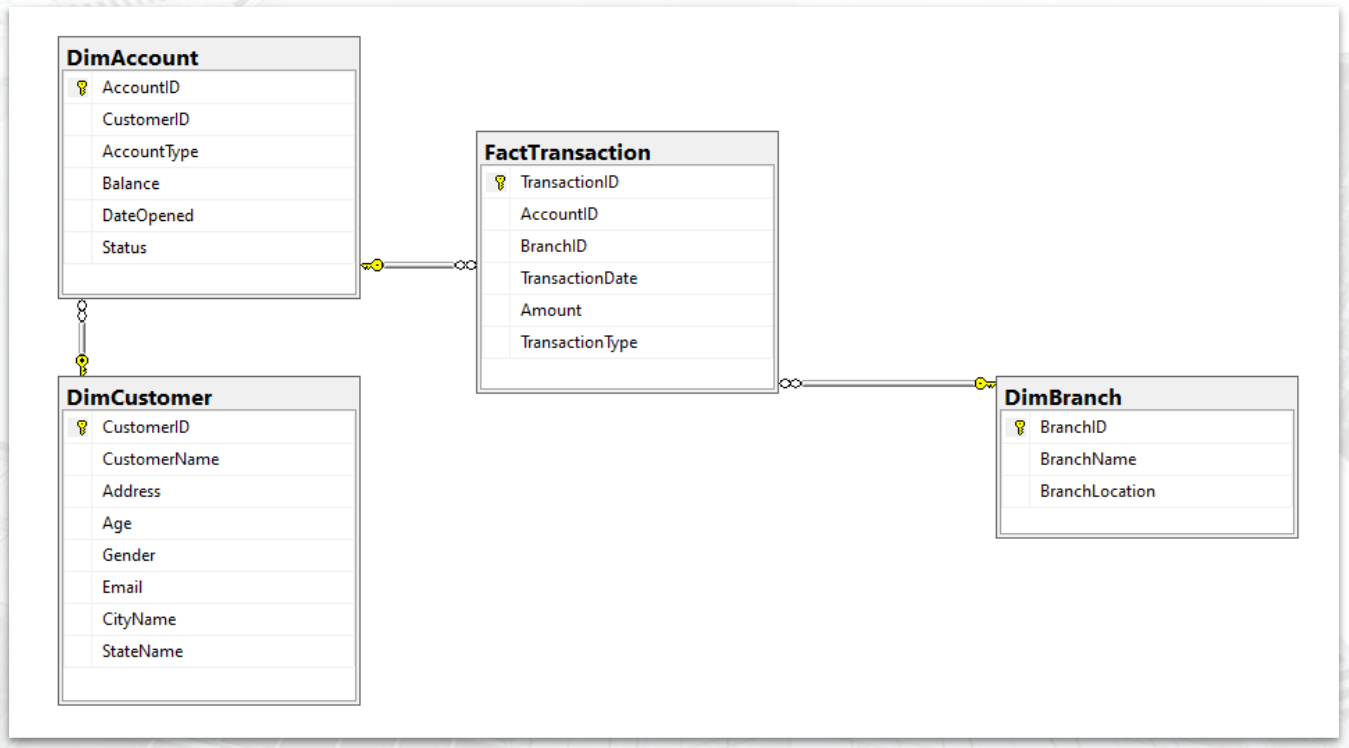 DimAccount
AccountID
CustomerID
AccountType
Balance
DateOpened
Status
FactTransaction
TransactionID
AccountID
BranchID
TransactionDate
Amount
TransactionType
DimCustomer
CustomerID
CustomerName
Address
Age
Gender
Email
CityName
StateName
DimBranch
BranchID
BranchName
BranchLocation